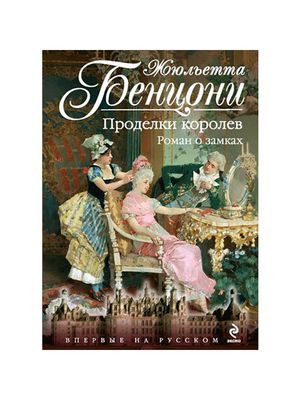 Жюльетта
Бенцони
Проделки королев
Роман о замках
ВПЕРВЫЕ НА РУССКОМ
ЭКСМО